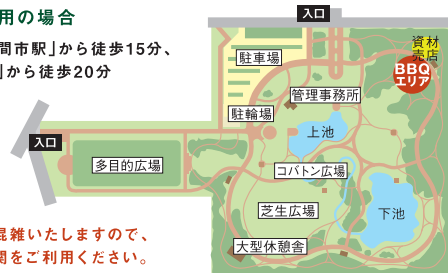 用の場合
間市駅」から徒歩15分、
」から徒歩20分
入口
駐車場
資材
売店
BBQ
エリア
管理事務所
駐輪場
上池
入口
多目的広場
コバトン広場
芝生広場
下池
大型休憩舎
混雑いたしますので、
関をご利用ください。